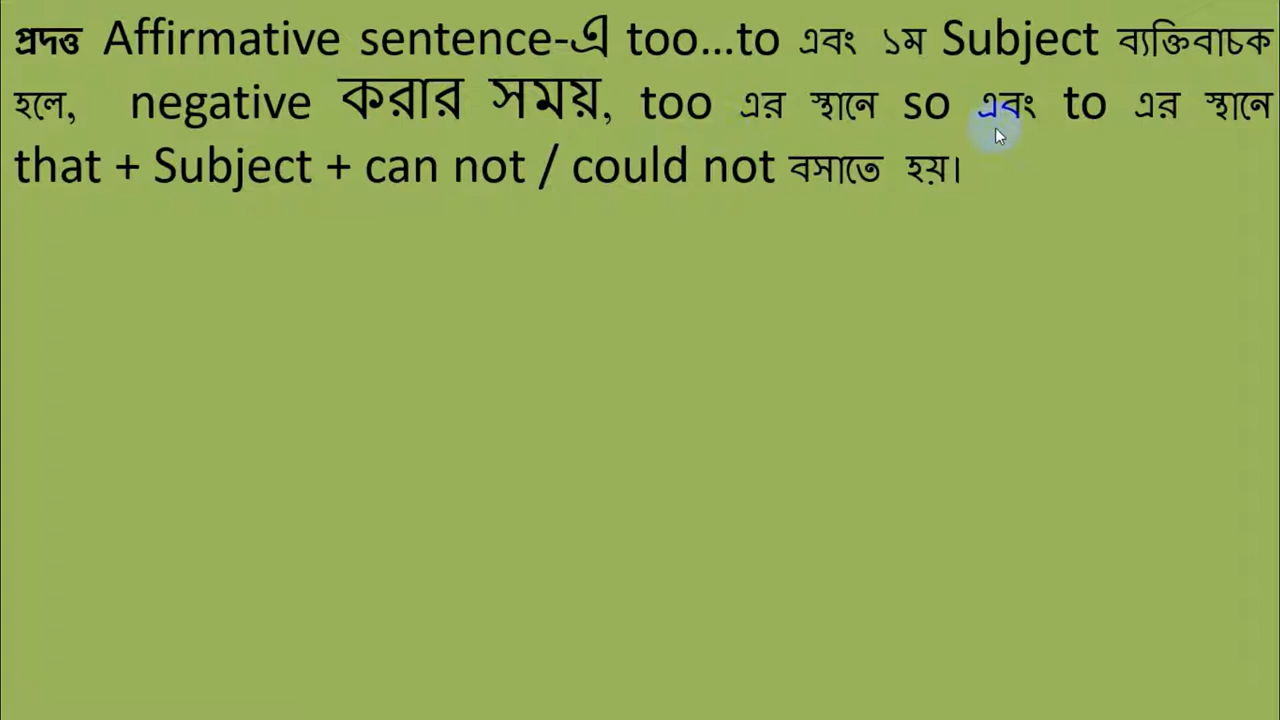 প্রদত্ত Affirmative sentence-এ too...to এবং ১ম Subject ব্যক্তিবাচক
হলে, negative করার সময়, too এর স্থানে so এবং to এর স্থানে
that + Subject + can not / could not বসাতে হয়।